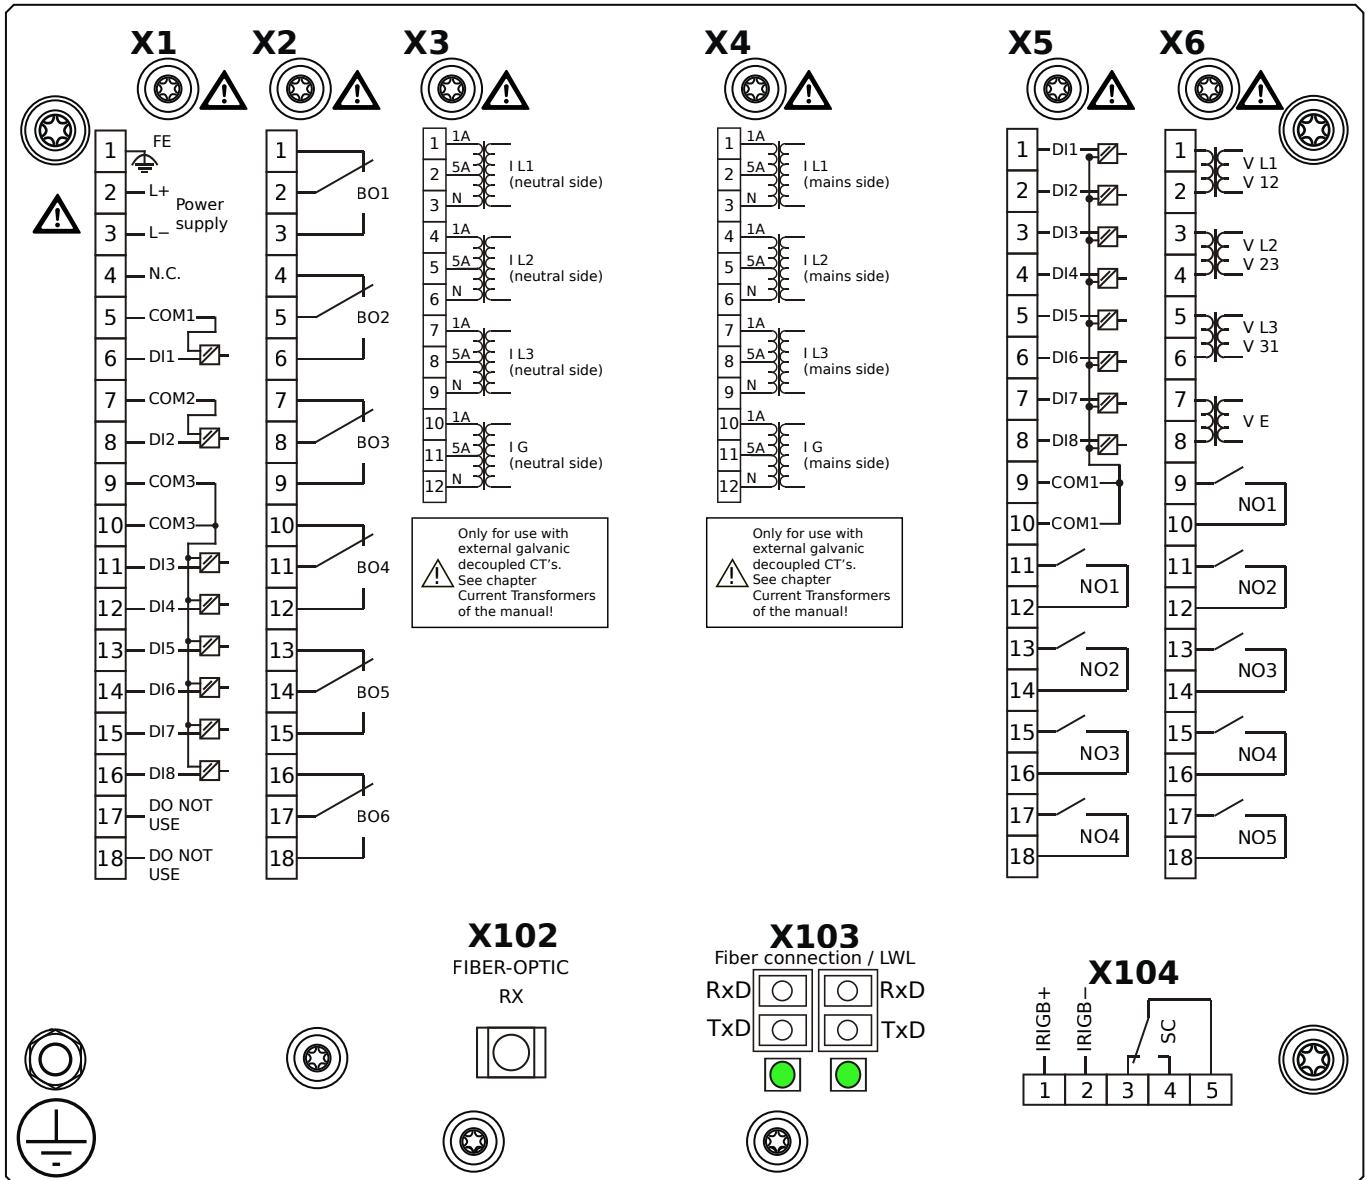 X1
X2
X3
X4
X5
X6
1
FE
2
L+
Power
supply
3
L−
4
N.C.
5
COM1
6
DI1
7
COM2
8
DI2
9
COM3
10
COM3
11
DI3
12
DI4
13
DI5
14
DI6
15
DI7
16
DI8
17
DO NOT
USE
18
DO NOT
USE
1
2
BO1
3
4
5
BO2
6
7
8
BO3
9
10
11
BO4
12
13
14
BO5
15
16
17
BO6
18
1
1A
2
5A
3
N
I L1
(neutral side)
4
1A
5
5A
6
N
I L2
(neutral side)
7
1A
8
5A
9
N
I L3
(neutral side)
10
1A
11
5A
12
N
I G
(neutral side)
Only for use with
external galvanic
decoupled CT’s.
See chapter
Current Transformers
of the manual!
1
1A
2
5A
3
N
I L1
(mains side)
4
1A
5
5A
6
N
I L2
(mains side)
7
1A
8
5A
9
N
I L3
(mains side)
10
1A
11
5A
12
N
I G
(mains side)
Only for use with
external galvanic
decoupled CT’s.
See chapter
Current Transformers
of the manual!
1
DI1
2
DI2
3
DI3
4
DI4
5
DI5
6
DI6
7
DI7
8
DI8
9
COM1
10
COM1
11
NO1
12
13
NO2
14
15
NO3
16
17
NO4
18
1
V L1
V 12
2
3
V L2
V 23
4
5
V L3
V 31
6
7
V E
8
9
NO1
10
11
NO2
12
13
NO3
14
15
NO4
16
17
NO5
18
X102
FIBER-OPTIC
RX
X103
Fiber connection / LWL
RxD
RxD
TxD
TxD
X104
IRIGB+
IRIGB−
SC
1
2
3
4
5